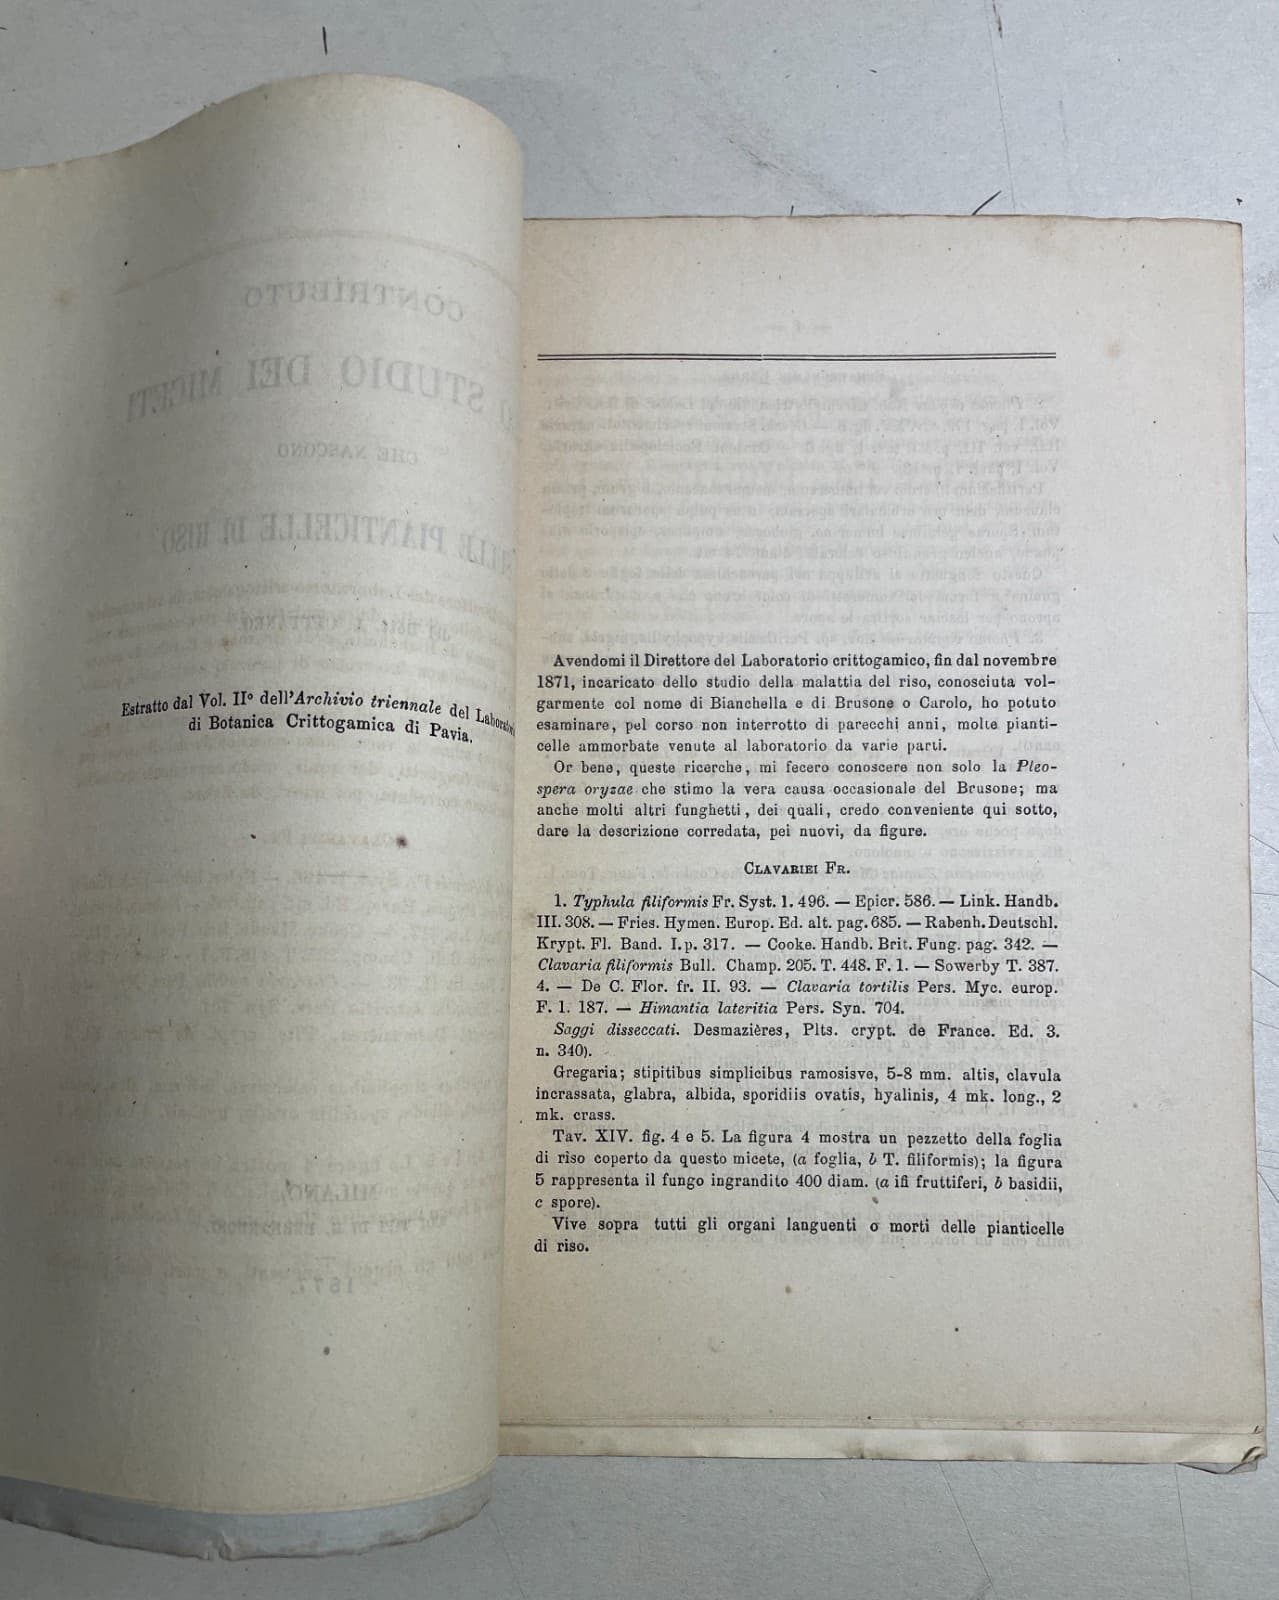 Estratto dal Vol. II° dell'Archivio triennale del
di Botanica Crittogamica di Pavia.
Avendomi il Direttore del Laboratorio crittogamico, fin dal novembre
1871, incaricato dello studio della malattia del riso, conosciuta vol-
garmente col nome di Bianchella e di Brusone o Carolo, ho potuto
esaminare, pel corso non interrotto di parecchi anni, molte pianti-
celle ammorbate venute al laboratorio da varie parti.
Or bene, queste ricerche, mi fecero conoscere non solo la Pleo-
spera oryzae che stimo la vera causa occasionale del Brusone; ma
anche molti altri funghetti, dei quali, credo conveniente qui sotto,
dare la descrizione corredata, pei nuovi, da figure.
CLAVARIEI FR.
1. Typhula filiformis Fr. Syst. 1. 496. — Epicr. 586. — Link. Handb.
III. 308. — Fries. Hymen. Europ. Ed. alt. pag. 685. — Rabenh. Deutschl.
Krypt. Fl. Band. I. p. 317. — Cooke. Handb. Brit. Fung. pag. 342. —
Clavaria filiformis Bull. Champ. 205. T. 448. F. 1. — Sowerby T. 387.
4. — De C. Flor. fr. II. 93. — Clavaria tortilis Pers. Myc. europ.
F. 1. 187. — Himantia lateritia Pers. Syn. 704.
Saggi disseccati. Desmazières, Plts. crypt. de France. Ed. 3.
n. 340).
Gregaria; stipitibus simplicibus ramosisve, 5-8 mm. altis, clavula
incrassata, glabra, albida, sporidiis ovatis, hyalinis, 4 mk. long., 2
mk. crass.
Tav. XIV. fig. 4 e 5. La figura 4 mostra un pezzetto della foglia
di riso coperto da questo micete, (a foglia, b T. filiformis); la figura
5 rappresenta il fungo ingrandito 400 diam. (a ifi fruttiferi, b basidii,
c spore).
Vive sopra tutti gli organi languenti o morti delle pianticelle
di riso.